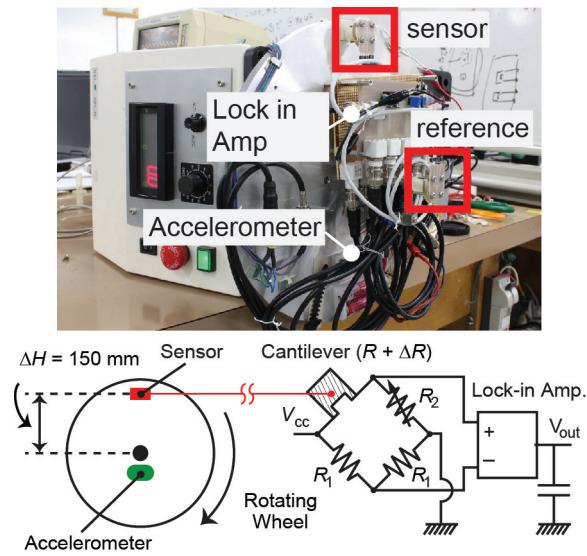 sensor
Lock in
Amp
reference
Accelerometer
ΔH = 150 mm
Sensor
Cantilever (R + ΔR)
Lock-in Amp.
Vcc
R2
Vout
+
−
R1
R1
Rotating
Wheel
Accelerometer